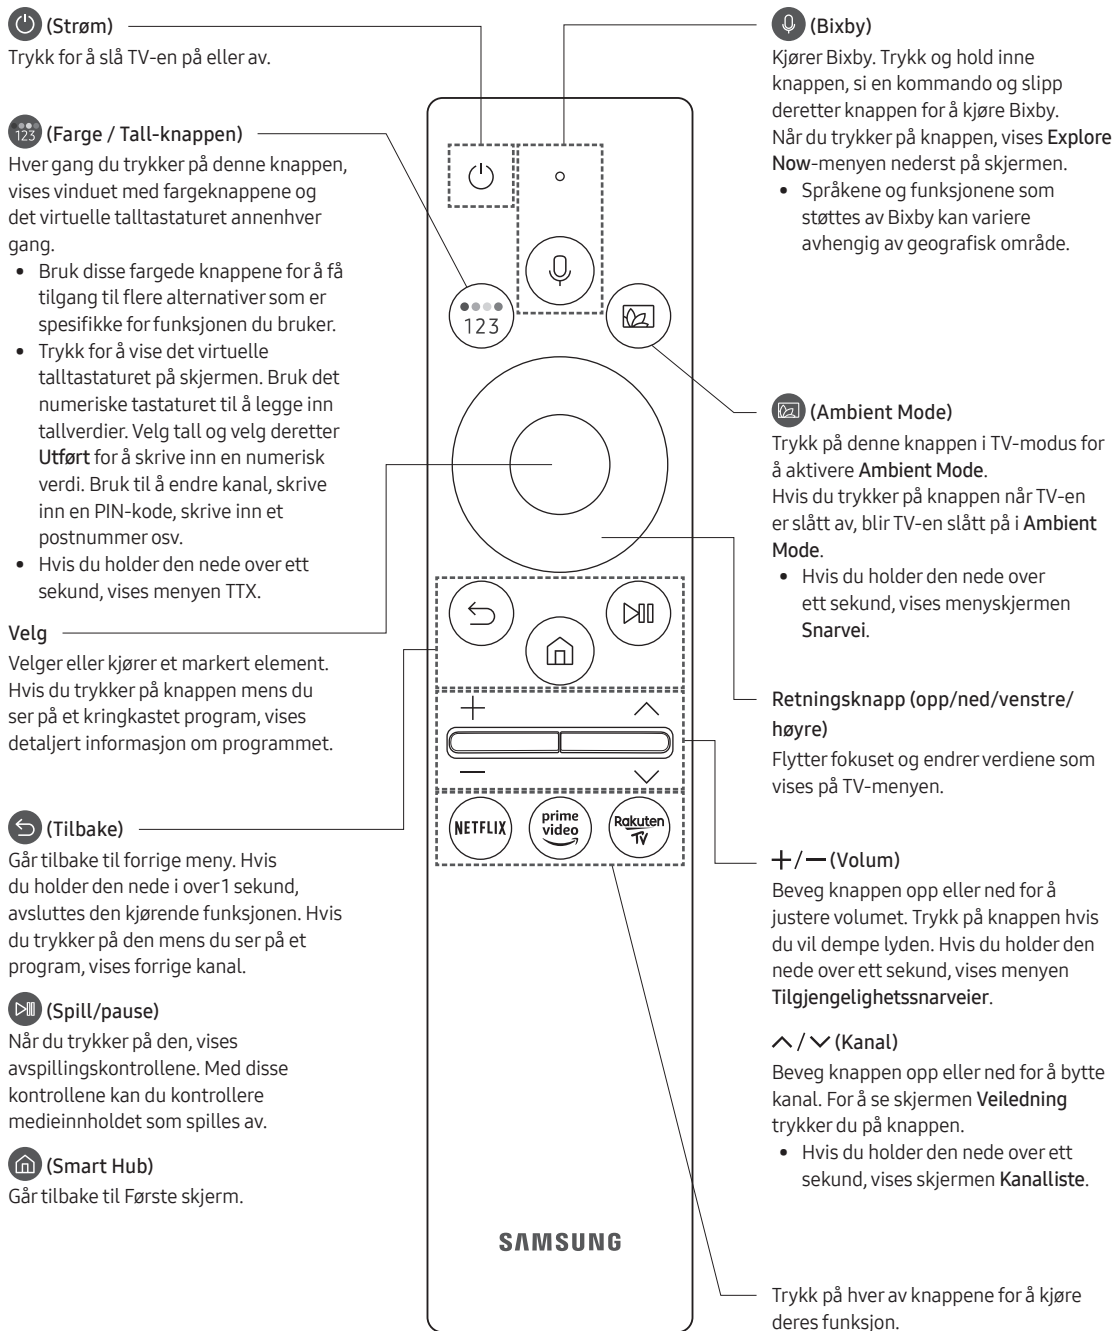 (Strøm)
Trykk for å slå TV-en på eller av.
123 (Farge / Tall-knappen)
Hver gang du trykker på denne knappen,
vises vinduet med fargeknappene og
det virtuelle talltastaturet annenhver
gang.
• Bruk disse fargede knappene for å få
tilgang til flere alternativer som er
spesifikke for funksjonen du bruker.
• Trykk for å vise det virtuelle
talltastaturet på skjermen. Bruk det
numeriske tastaturet til å legge inn
tallverdier. Velg tall og velg deretter
Utført for å skrive inn en numerisk
verdi. Bruk til å endre kanal, skrive
inn en PIN-kode, skrive inn et
postnummer osv.
• Hvis du holder den nede over ett
sekund, vises menyen TTX.
Velg
Velger eller kjører et markert element.
Hvis du trykker på knappen mens du
ser på et kringkastet program, vises
detaljert informasjon om programmet.
(Tilbake)
Går tilbake til forrige meny. Hvis
du holder den nede i over 1 sekund,
avsluttes den kjørende funksjonen. Hvis
du trykker på den mens du ser på et
program, vises forrige kanal.
(Spill/pause)
Når du trykker på den, vises
avspillingskontrollene. Med disse
kontrollene kan du kontrollere
medieinnholdet som spilles av.
(Smart Hub)
Går tilbake til Første skjerm.
123
NETFLIX
prime
video
Rakuten
TV
SAMSUNG
(Bixby)
Kjører Bixby. Trykk og hold inne
knappen, si en kommando og slipp
deretter knappen for å kjøre Bixby.
Når du trykker på knappen, vises Explore
Now-menyen nederst på skjermen.
• Språkene og funksjonene som
støttes av Bixby kan variere
avhengig av geografisk område.
(Ambient Mode)
Trykk på denne knappen i TV-modus for
å aktivere Ambient Mode.
Hvis du trykker på knappen når TV-en
er slått av, blir TV-en slått på i Ambient
Mode.
• Hvis du holder den nede over
ett sekund, vises menyskjermen
Snarvei.
Retningsknapp (opp/ned/venstre/
høyre)
Flytter fokuset og endrer verdiene som
vises på TV-menyen.
+/— (Volum)
Beveg knappen opp eller ned for å
justere volumet. Trykk på knappen hvis
du vil dempe lyden. Hvis du holder den
nede over ett sekund, vises menyen
Tilgjengelighetssnarveier.
/ (Kanal)
Beveg knappen opp eller ned for å bytte
kanal. For å se skjermen Veiledning
trykker du på knappen.
• Hvis du holder den nede over ett
sekund, vises skjermen Kanalliste.
Trykk på hver av knappene for å kjøre
deres funksjon.